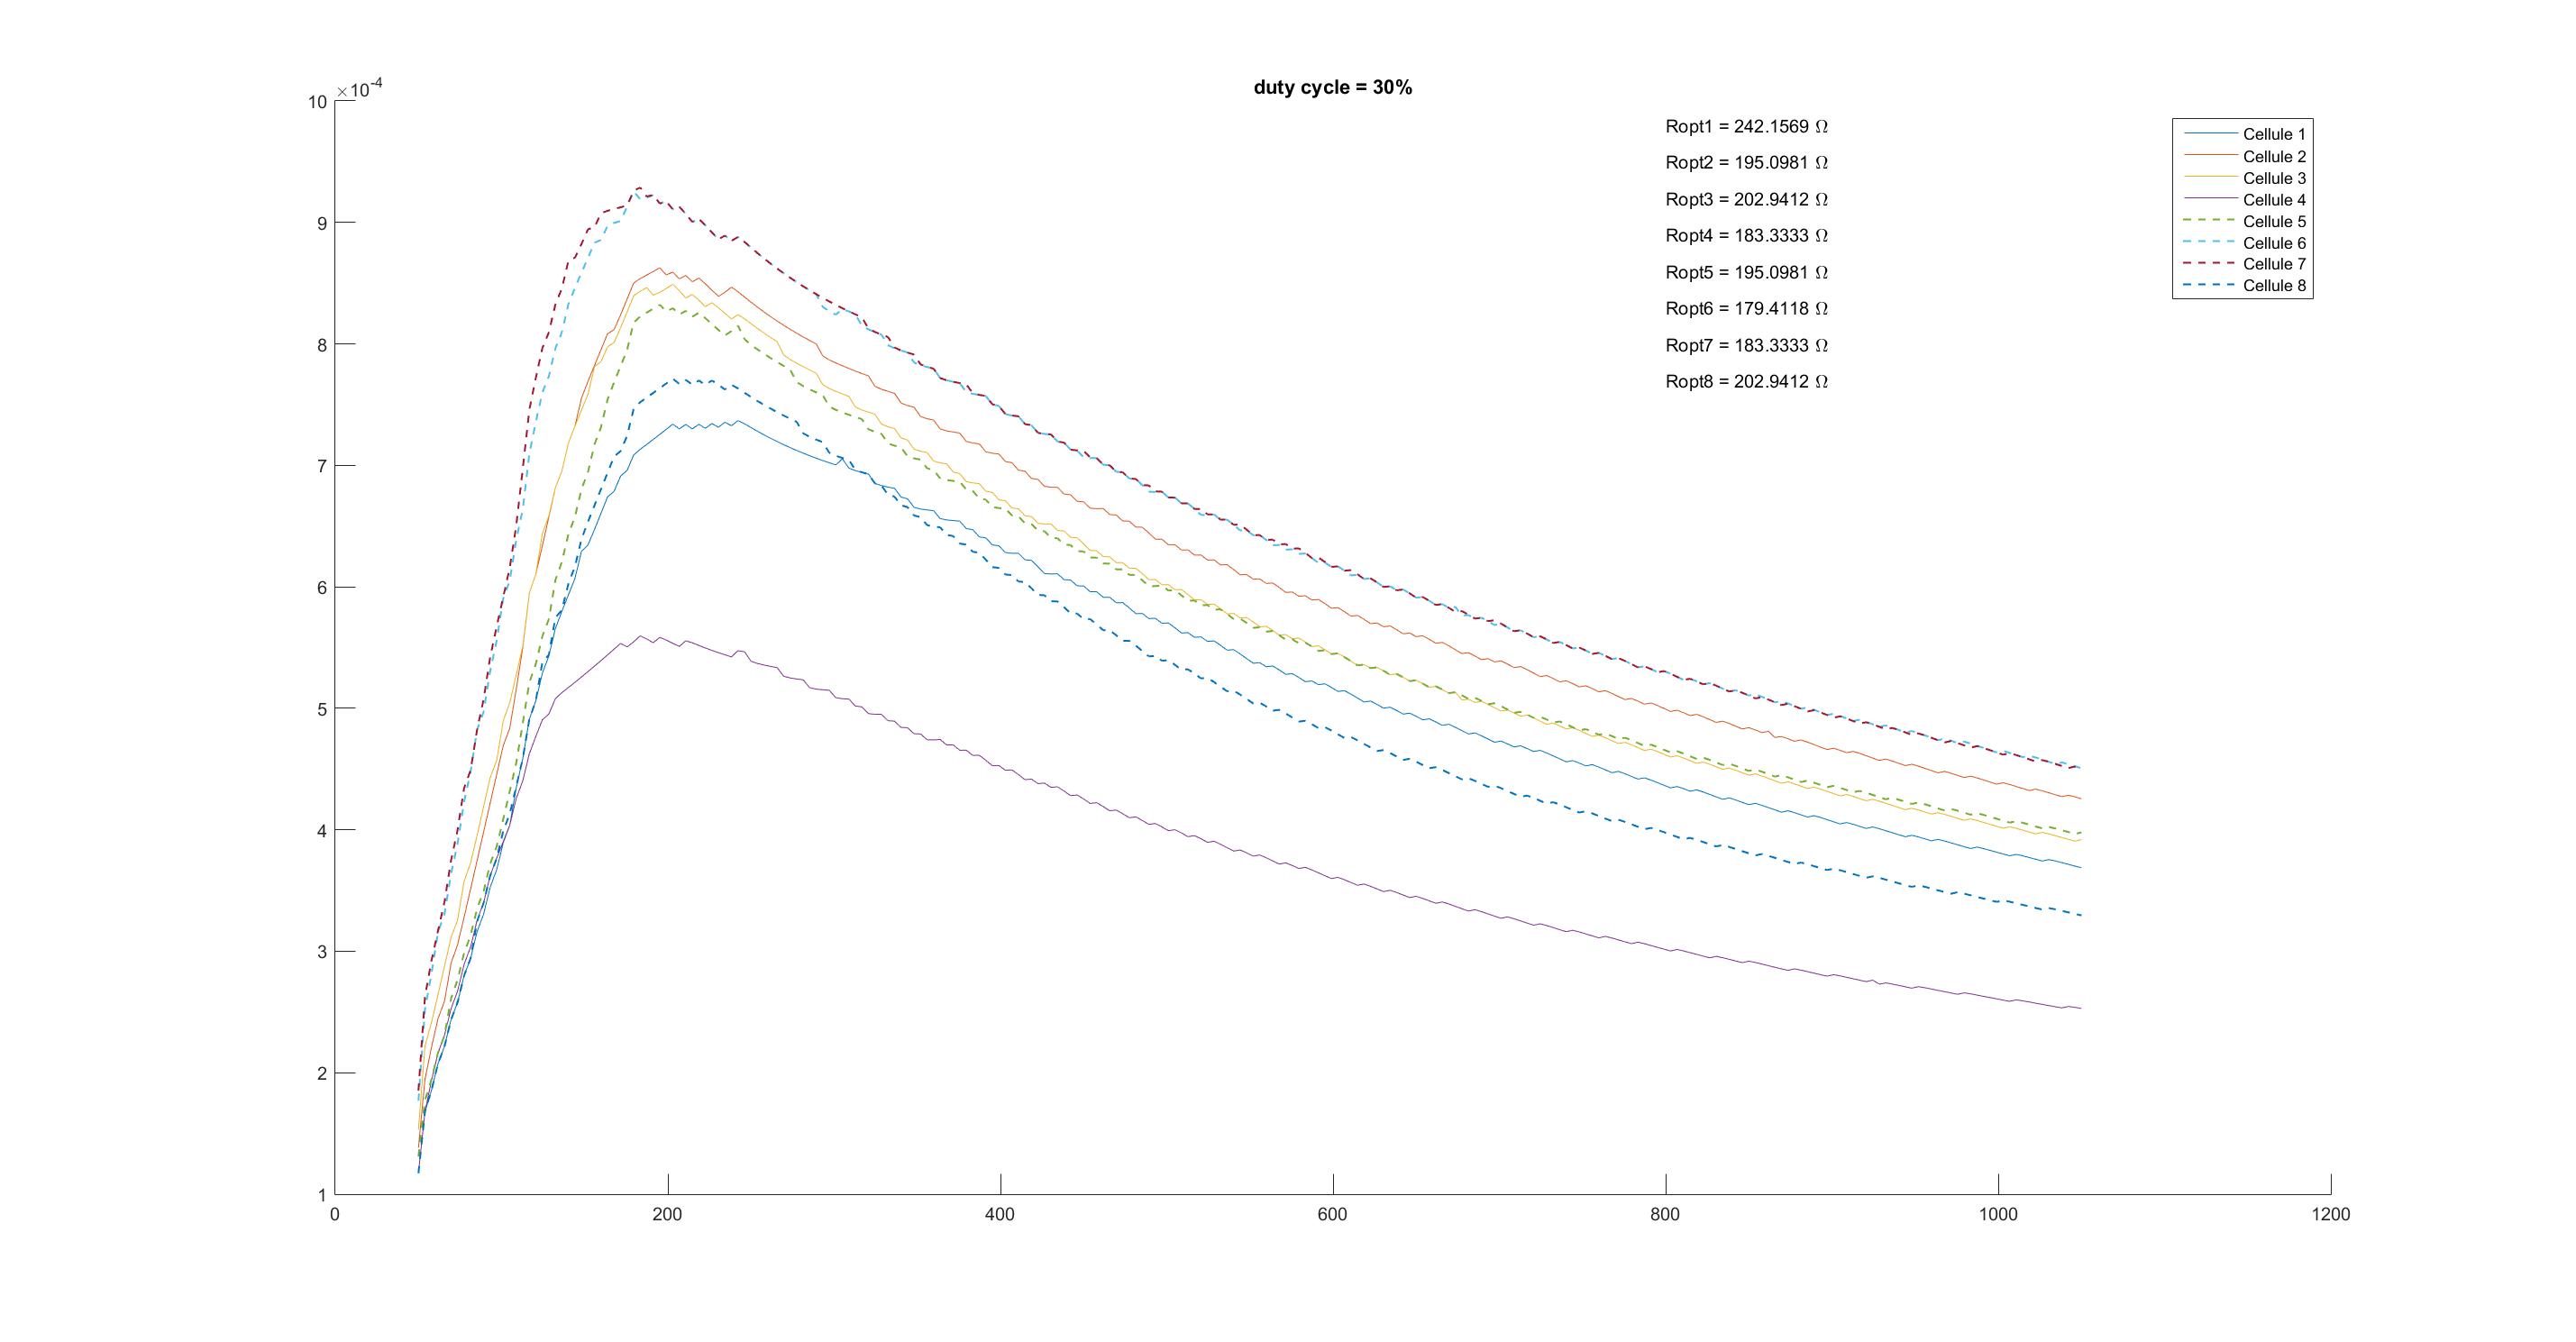 ×10-4
duty cycle = 30%
10
9
8
7
6
5
4
3
2
1
0
200
400
600
800
1000
1200
Ropt1 = 242.1569 Ω
Ropt2 = 195.0981 Ω
Ropt3 = 202.9412 Ω
Ropt4 = 183.3333 Ω
Ropt5 = 195.0981 Ω
Ropt6 = 179.4118 Ω
Ropt7 = 183.3333 Ω
Ropt8 = 202.9412 Ω
Cellule 1
Cellule 2
Cellule 3
Cellule 4
Cellule 5
Cellule 6
Cellule 7
Cellule 8